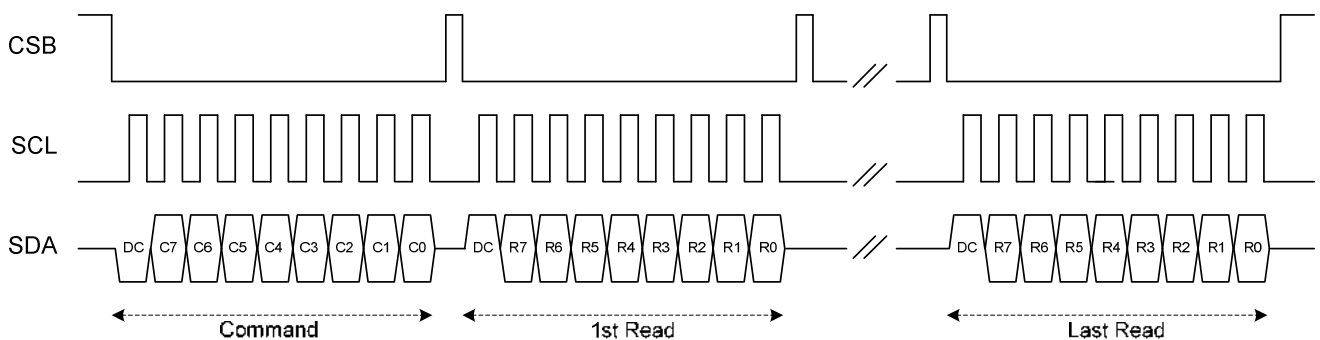 CSB
SCL
SDA
DC C7 C6 C5 C4 C3 C2 C1 C0 DC R7 R6 R5 R4 R3 R2 R1 R0 DC R7 R6 R5 R4 R3 R2 R1 R0
Command 1st Read Last Read